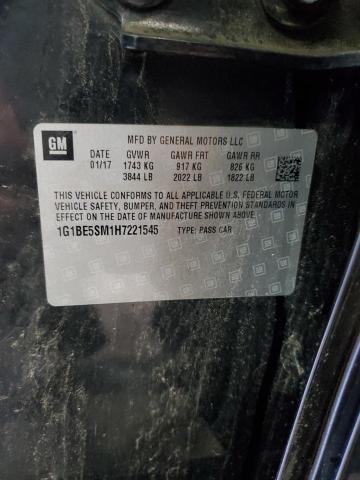 GM
MFD BY GENERAL MOTORS LLC
DATE GVWR GAWR FRT GAWR RR
01/17 1743 KG 917 KG 826 KG
3844 LB 2022 LB 1822 LB
THIS VEHICLE CONFORMS TO ALL APPLICABLE U.S. FEDERAL MOTOR
VEHICLE SAFETY, BUMPER, AND THEFT PREVENTION STANDARDS
IN EFFECT ON THE DATE OF MANUFACTURE SHOWN ABOVE.
1G1BE5SM1H7221545 TYPE: PASS CAR